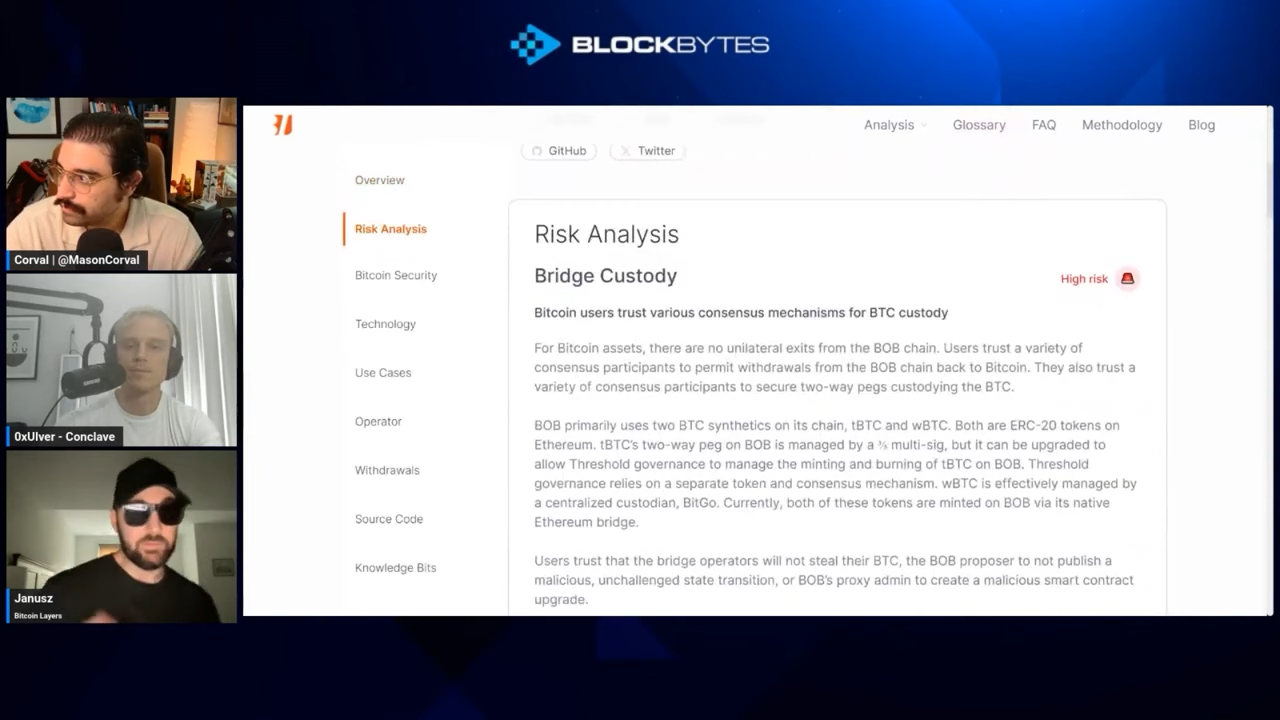 BLOCKBYTES
Corval | @MasonCorval
0xUlver - Conclave
Janusz
Bitcoin Layers
Analysis
Glossary
FAQ
Methodology
Blog
GitHub
Twitter
Overview
Risk Analysis
Bitcoin Security
Technology
Use Cases
Operator
Withdrawals
Source Code
Knowledge Bits
Risk Analysis
Bridge Custody
High risk
Bitcoin users trust various consensus mechanisms for BTC custody
For Bitcoin assets, there are no unilateral exits from the BOB chain. Users trust a variety of
consensus participants to permit withdrawals from the BOB chain back to Bitcoin. They also trust a
variety of consensus participants to secure two-way pegs custodying the BTC.
BOB primarily uses two BTC synthetics on its chain, tBTC and wBTC. Both are ERC-20 tokens on
Ethereum. tBTC's two-way peg on BOB is managed by a multi-sig, but it can be upgraded to
allow Threshold governance to manage the minting and burning of tBTC on BOB. Threshold
governance relies on a separate token and consensus mechanism. wBTC is effectively managed by
a centralized custodian, BitGo. Currently, both of these tokens are minted on BOB via its native
Ethereum bridge.
Users trust that the bridge operators will not steal their BTC, the BOB proposer to not publish a
malicious, unchallenged state transition, or BOB's proxy admin to create a malicious smart contract
upgrade.